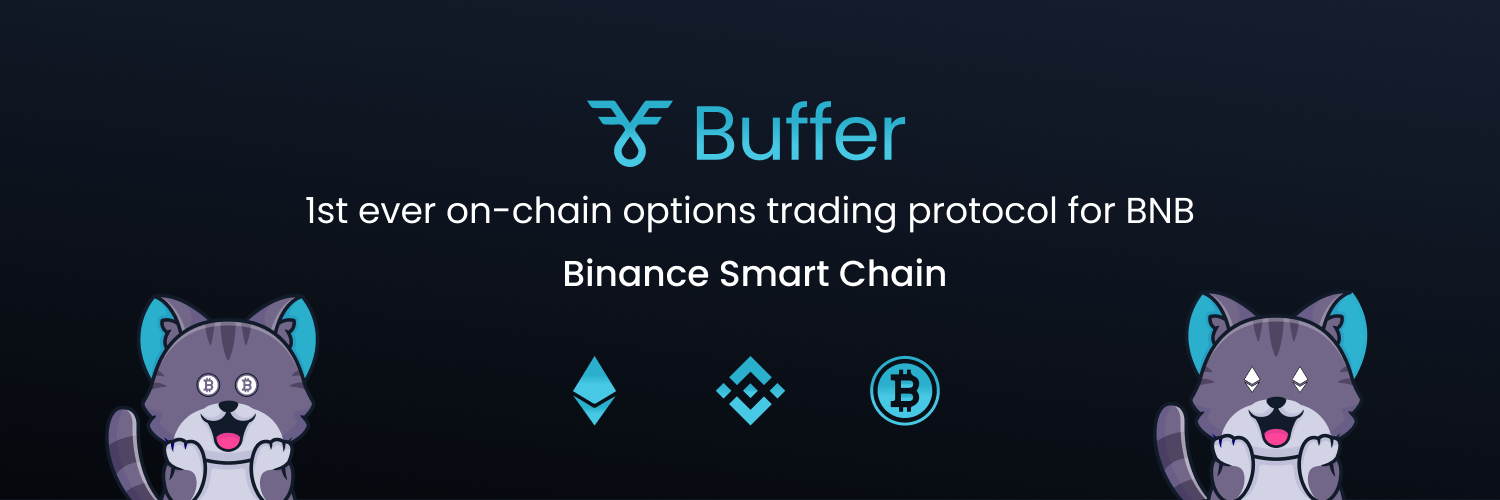 Buffer
1st ever on-chain options trading protocol for BNB
Binance Smart Chain